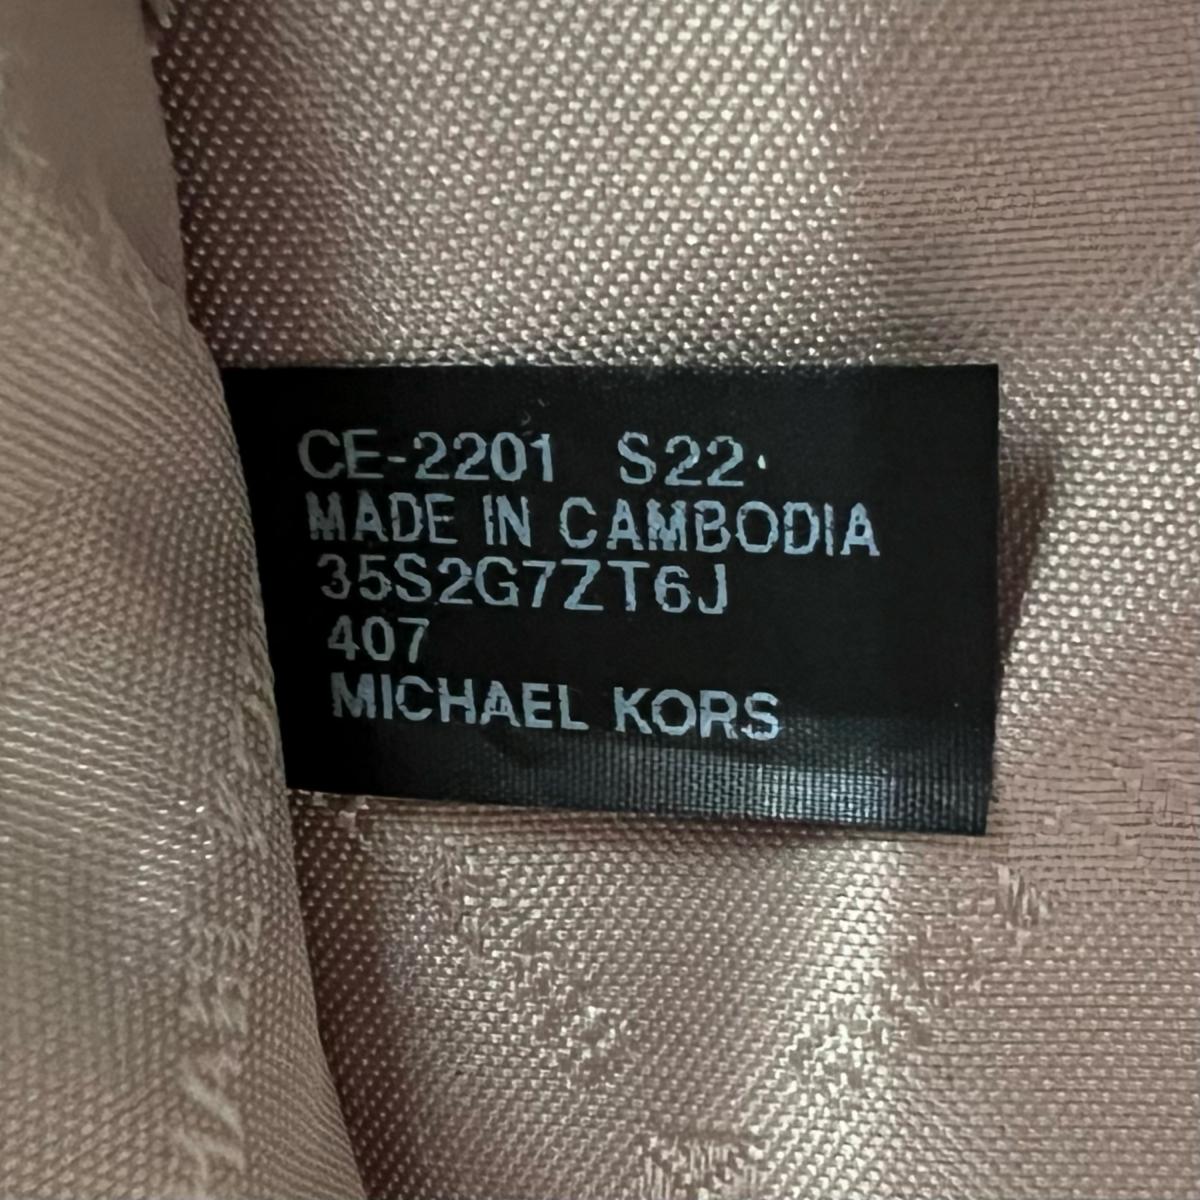 CE-2201 S22
MADE IN CAMBODIA
35S2G7ZT6J
407
MICHAEL KORS